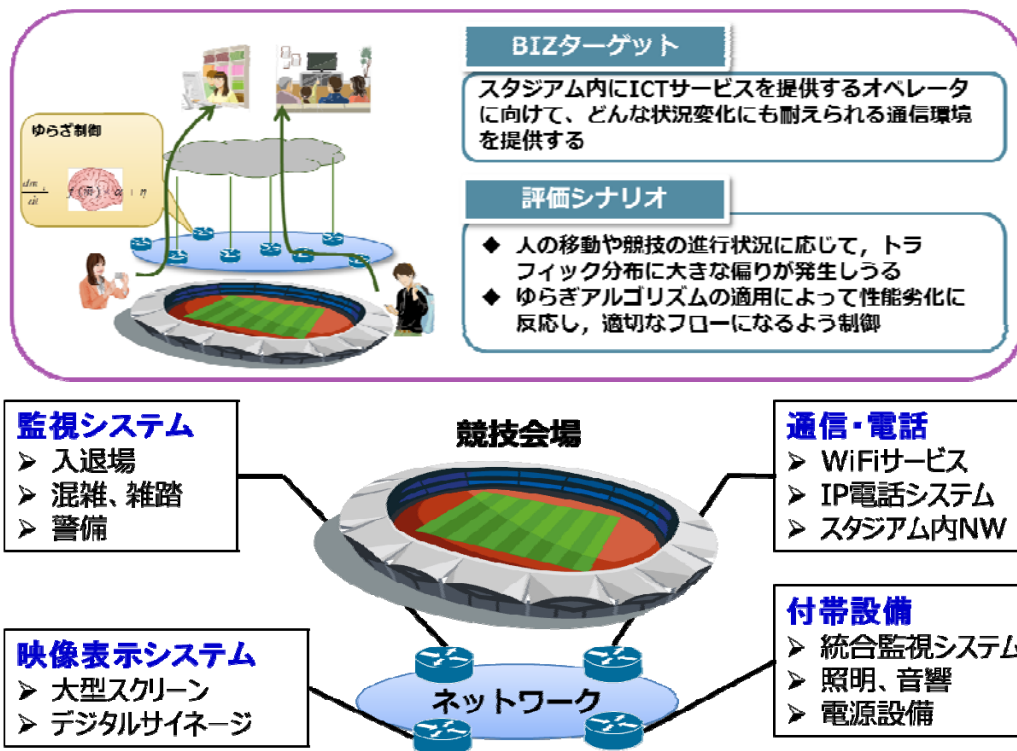 BIZターゲット
スタジアム内にICTサービスを提供するオペレータ
に向けて、どんな状況変化にも耐えられる通信環境
を提供する
ゆらぎ制御
評価シナリオ
◆ 人の移動や競技の進行状況に応じて，トラ
フィック分布に大きな偏りが発生しうる
◆ ゆらぎアルゴリズムの適用によって性能劣化に
反応し，適切なフローになるよう制御
監視システム
➢ 入退場
➢ 混雑、雑踏
➢ 警備
競技会場
通信・電話
➢ WiFiサービス
➢ IP電話システム
➢ スタジアム内NW
映像表示システム
➢ 大型スクリーン
➢ デジタルサイネージ
ネットワーク
付帯設備
➢ 統合監視システム
➢ 照明、音響
➢ 電源設備